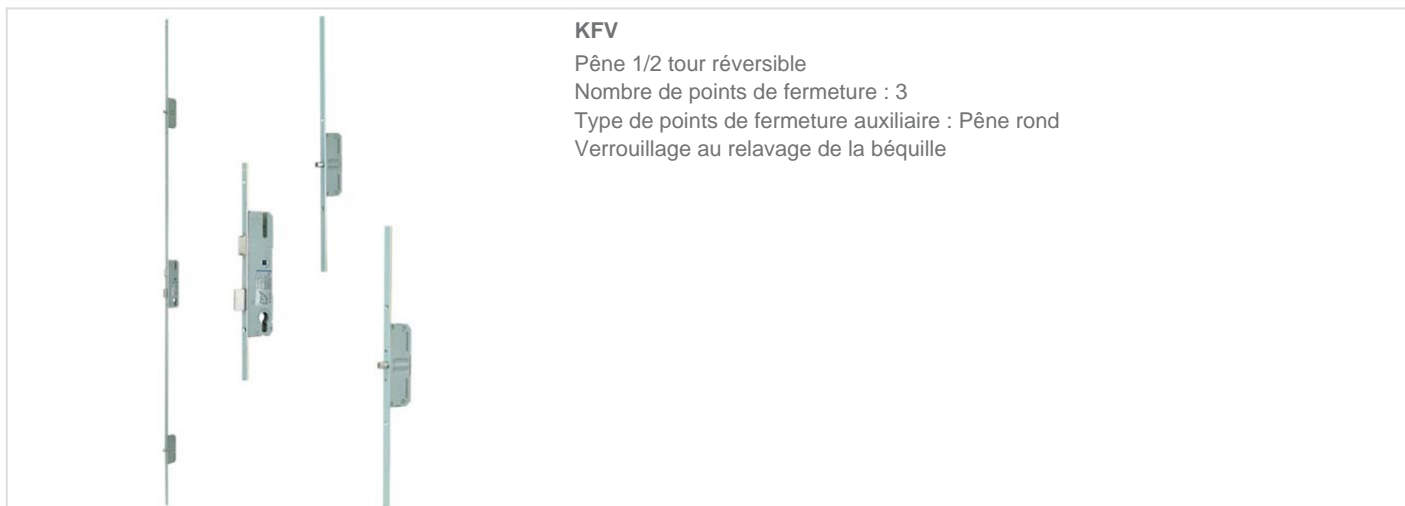 KFV
Pêne 1/2 tour réversible
Nombre de points de fermeture : 3
Type de points de fermeture auxiliaire : Pêne rond
Verrouillage au relavage de la béquille